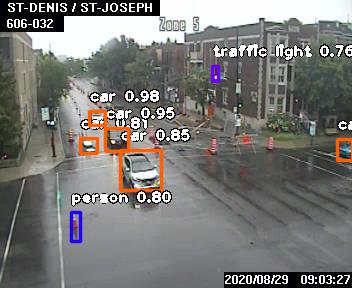 ST-DENIS / ST-JOSEPH
606-032
Zone 5
traffic light 0.76
car 0.98
car 0.95
0.81
car 0.85
person 0.80
2020/08/29 09:03:27